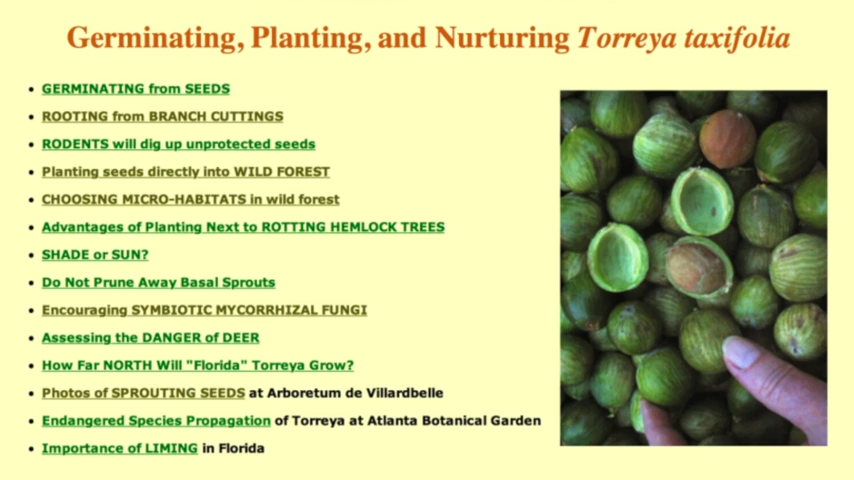 Germinating, Planting, and Nurturing Torreya taxifolia
GERMINATING from SEEDS
ROOTING from BRANCH CUTTINGS
RODENTS will dig up unprotected seeds
Planting seeds directly into WILD FOREST
CHOOSING MICRO-HABITATS in wild forest
Advantages of Planting Next to ROTTING HEMLOCK TREES
SHADE or SUN?
Do Not Prune Away Basal Sprouts
Encouraging SYMBIOTIC MYCORRHIZAL FUNGI
Assessing the DANGER of DEER
How Far NORTH Will "Florida" Torreya Grow?
Photos of SPROUTING SEEDS at Arboretum de Villardbelle
Endangered Species Propagation of Torreya at Atlanta Botanical Garden
Importance of LIMING in Florida